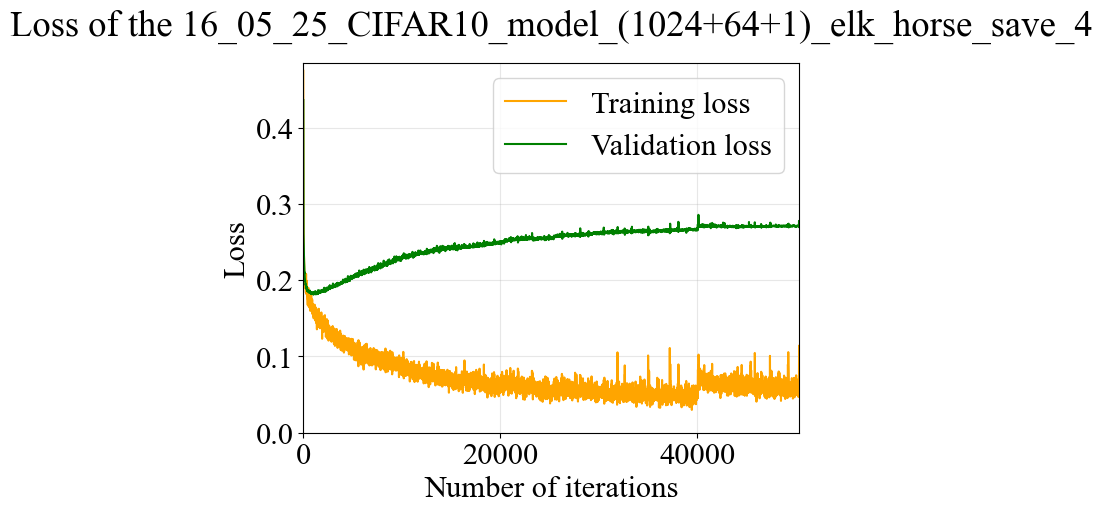 Loss of the 16_05_25_CIFAR10_model_(1024+64+1)_elk_horse_save_4
Training loss
Validation loss
0.4
0.3
0.2
0.1
0.0
Loss
0
20000
40000
Number of iterations